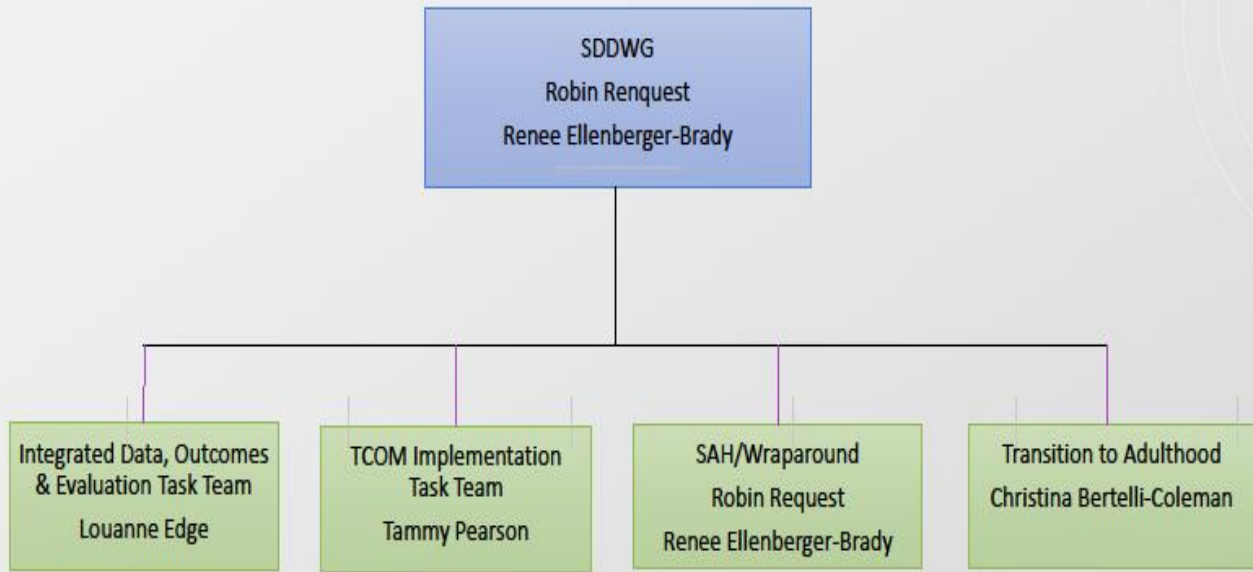 SDDWG
Robin Renquest
Renee Ellenberger-Brady
Integrated Data, Outcomes
& Evaluation Task Team
Louanne Edge
TCOM Implementation
Task Team
Tammy Pearson
SAH/Wraparound
Robin Request
Renee Ellenberger-Brady
Transition to Adulthood
Christina Bertelli-Coleman